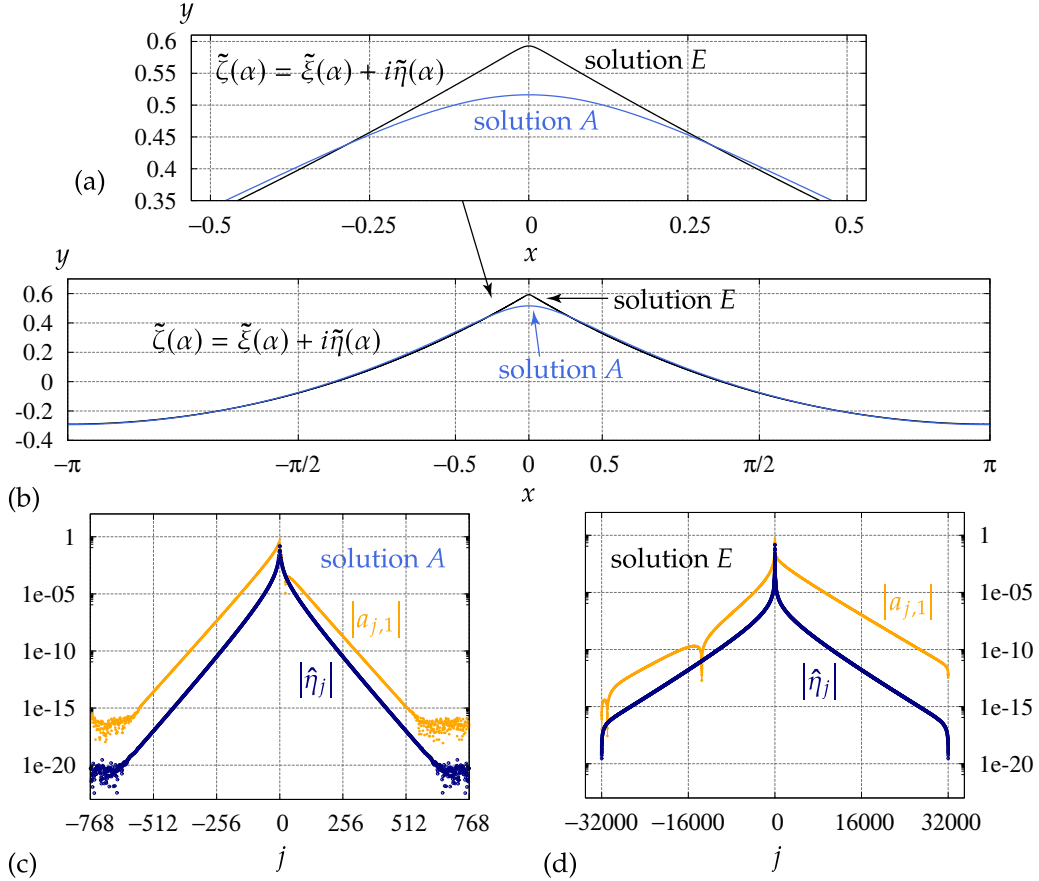 y
0.6
0.55
0.5
0.45
0.4
0.35
ζ̃(α) = ξ̃(α) + iη̃(α)
solution E
solution A
(a)
−0.5
−0.25
0
0.25
0.5
x
y
0.6
0.4
0.2
0
-0.2
-0.4
ζ̃(α) = ξ̃(α) + iη̃(α)
solution E
solution A
−π
−π/2
−0.5
0
0.5
π/2
π
(b)
x
1
1e-05
1e-10
1e-15
1e-20
solution A
|a_{j,1}|
|η̂_j|
−768
−512
−256
0
256
512
768
(c)
j
solution E
|a_{j,1}|
|η̂_j|
1
1e-05
1e-10
1e-15
1e-20
−32000
−16000
0
16000
32000
(d)
j